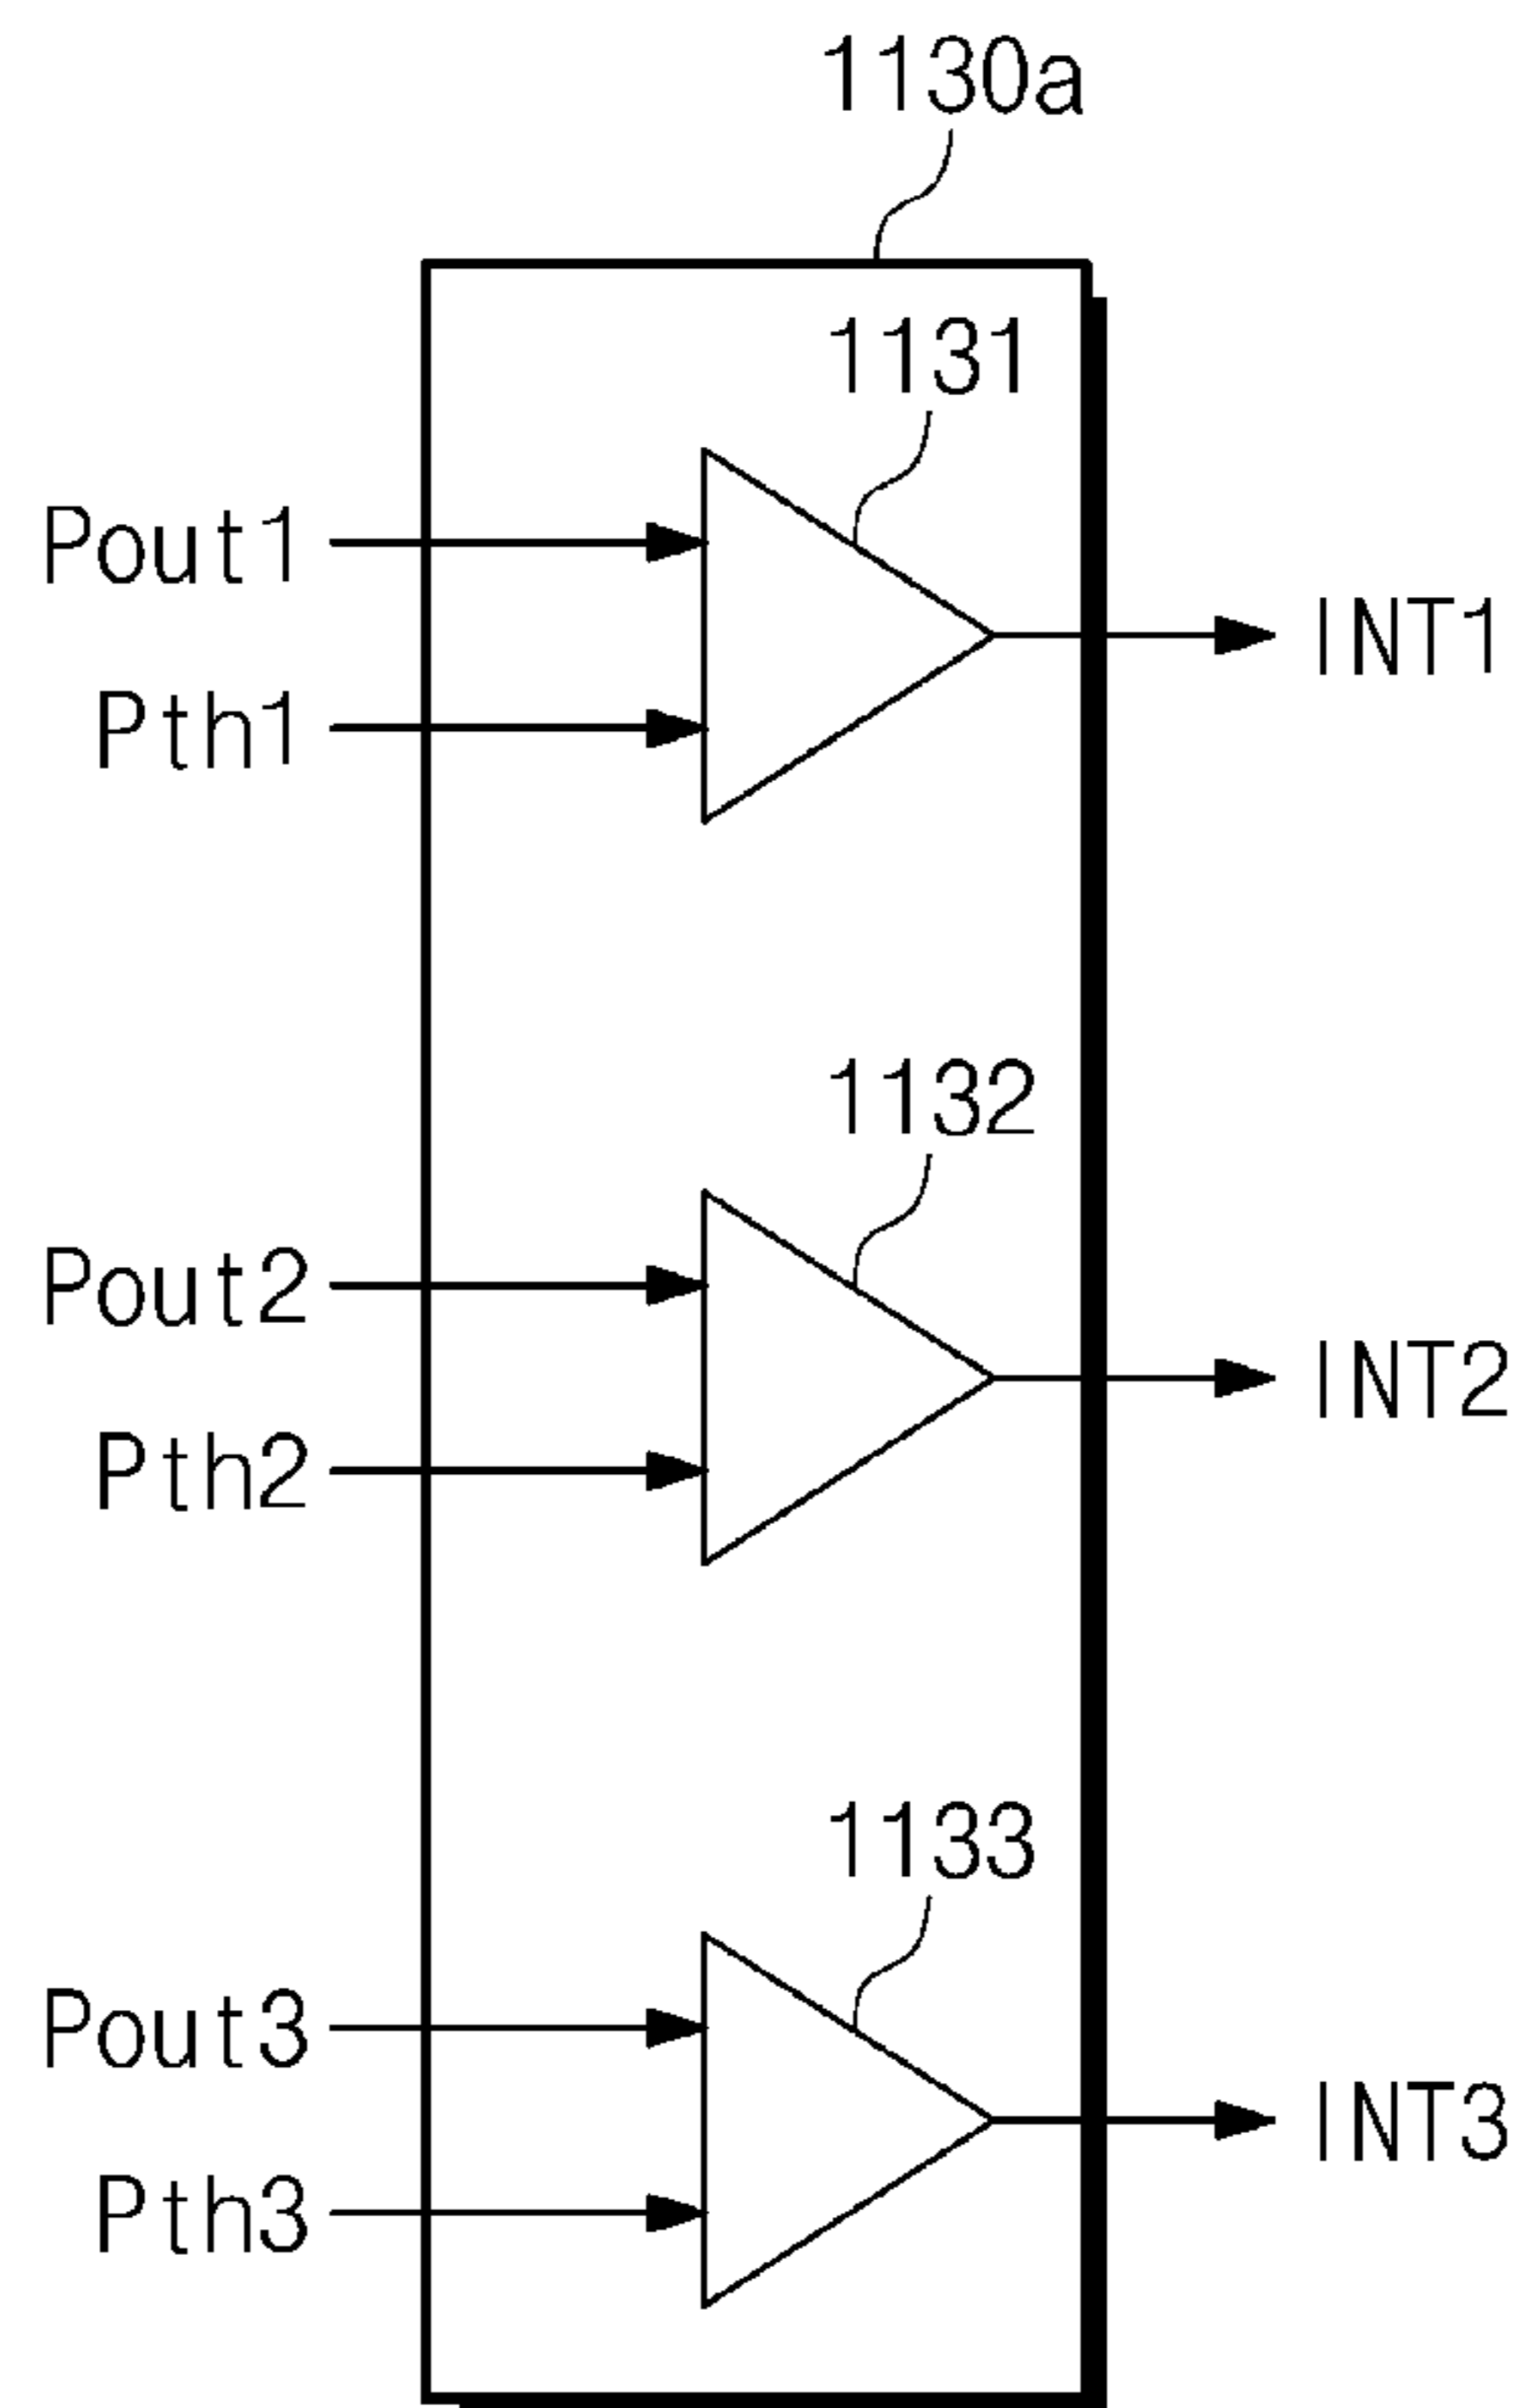 1130a
1131
Pout1
INT1
Pth1
1132
Pout2
INT2
Pth2
1133
Pout3
INT3
Pth3